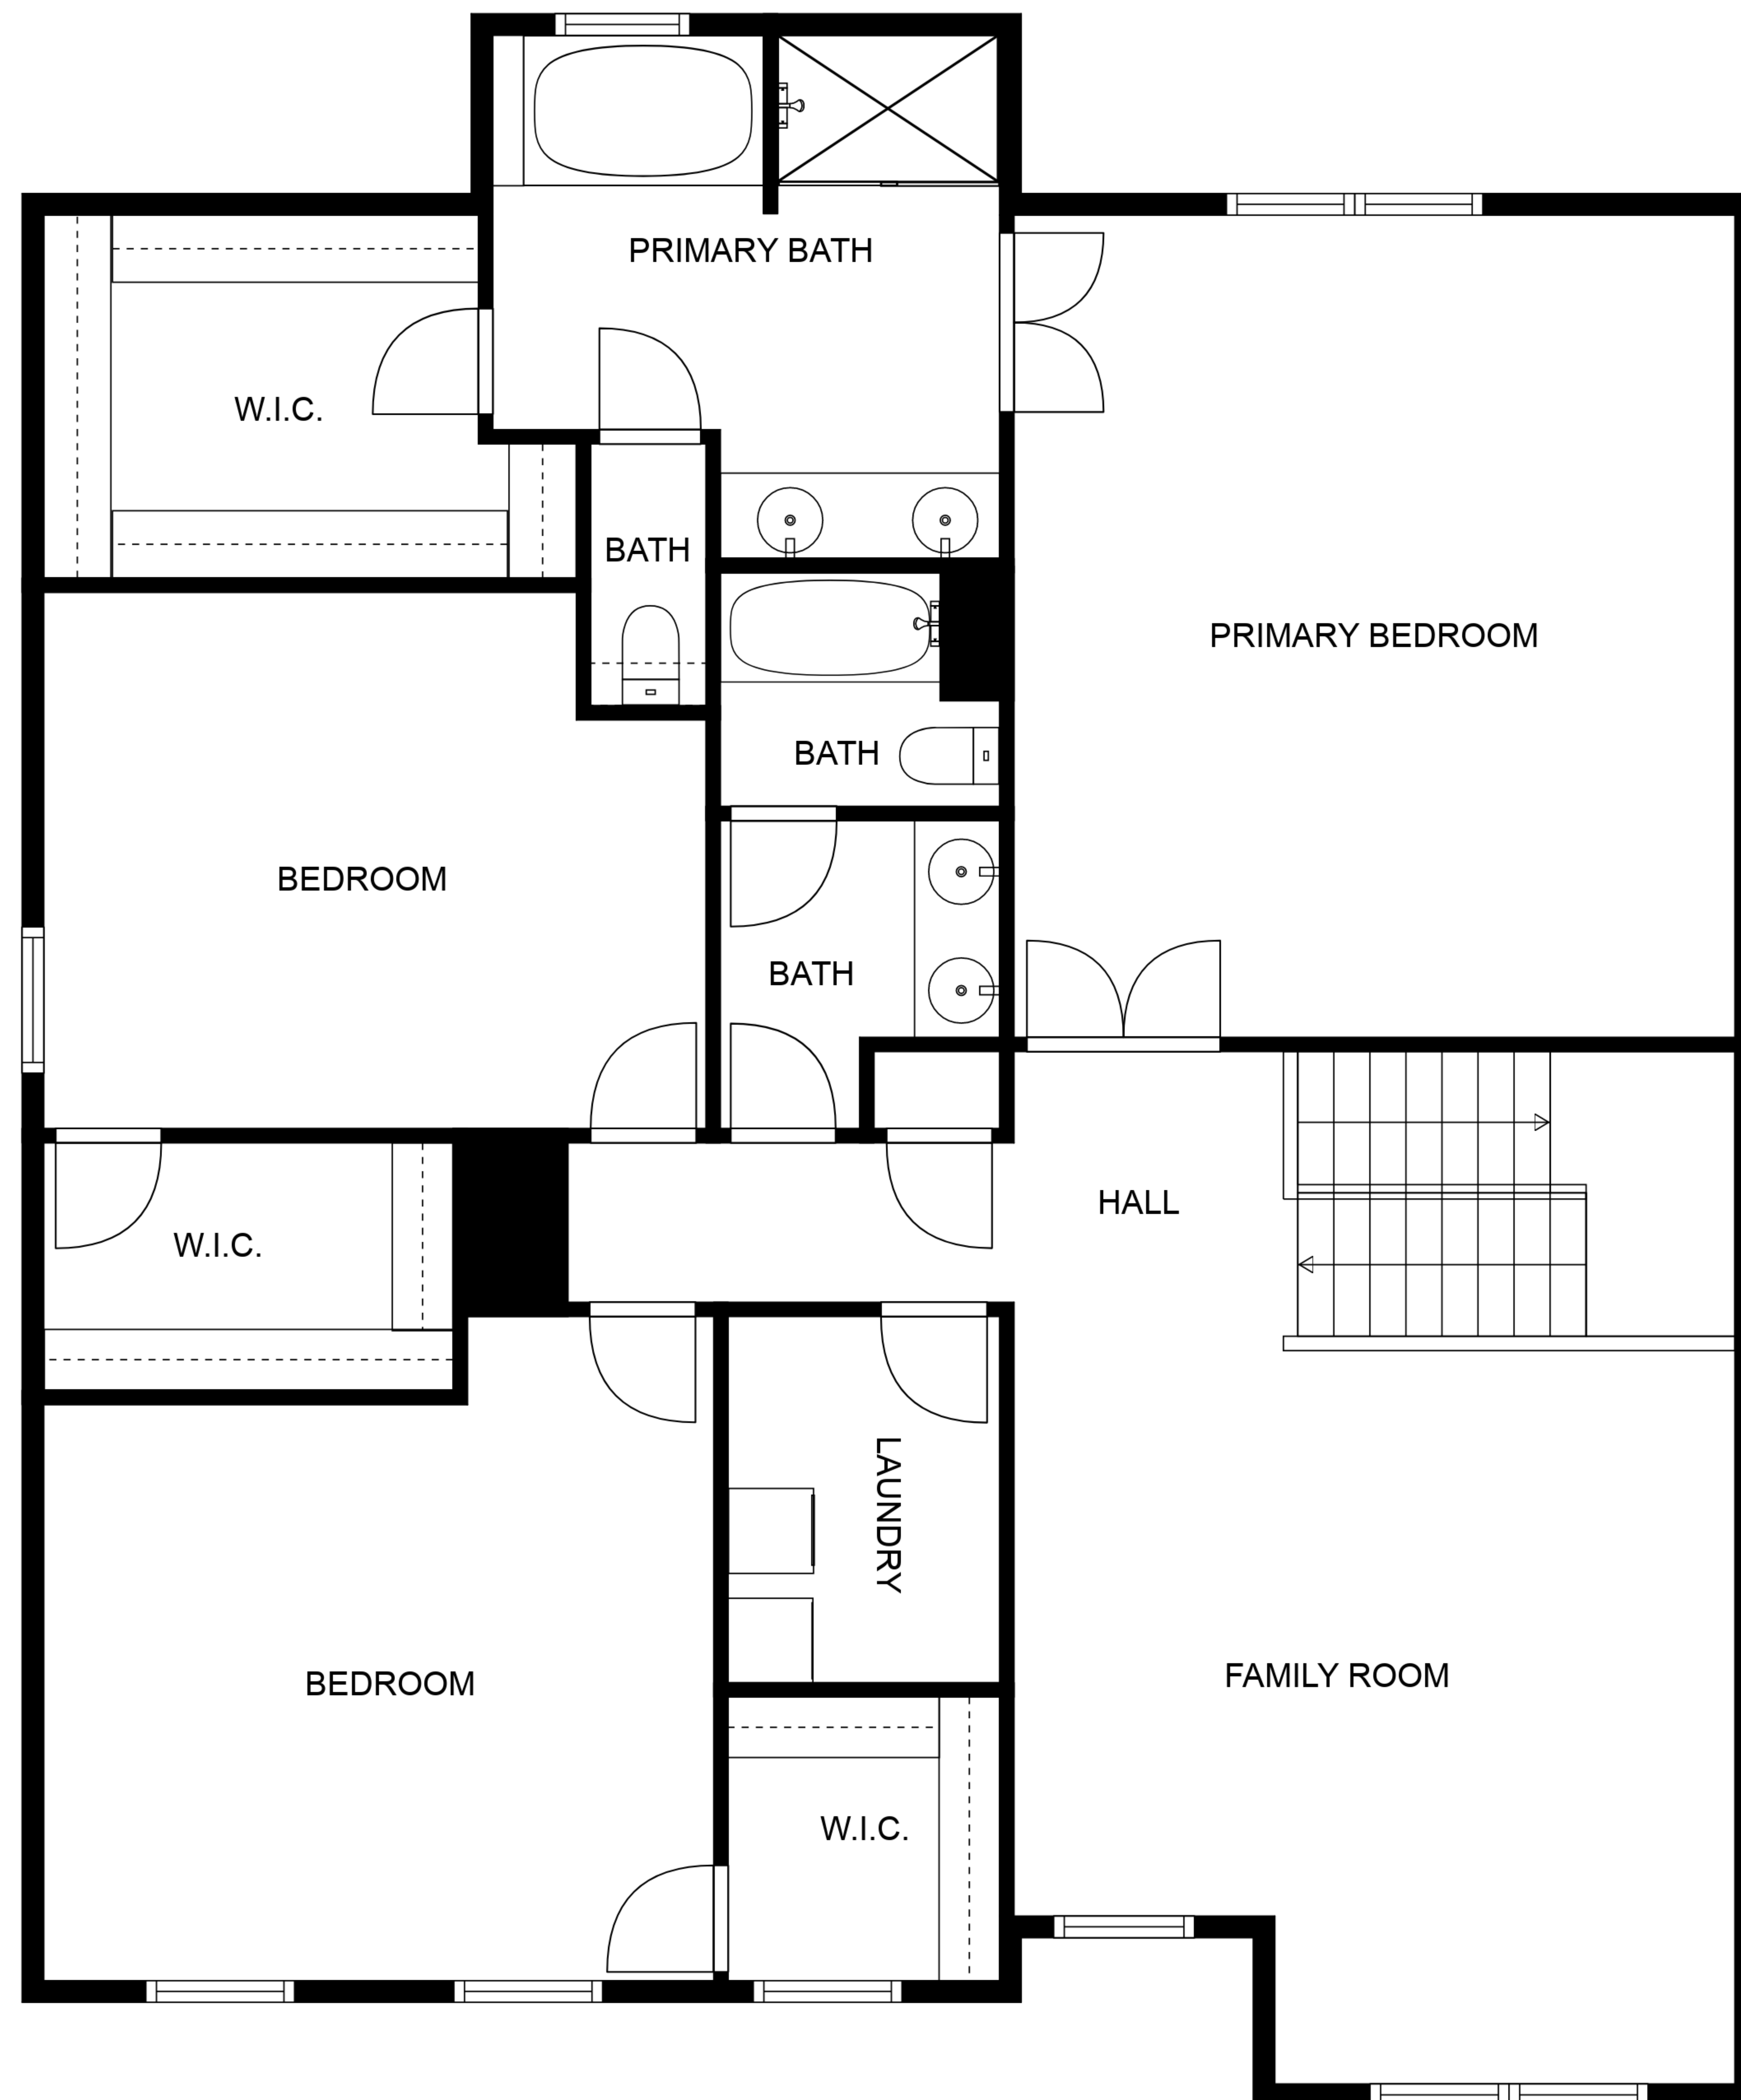 PRIMARY BATH
W.I.C.
BATH
PRIMARY BEDROOM
BATH
BEDROOM
BATH
HALL
W.I.C.
LAUNDRY
BEDROOM
FAMILY ROOM
W.I.C.